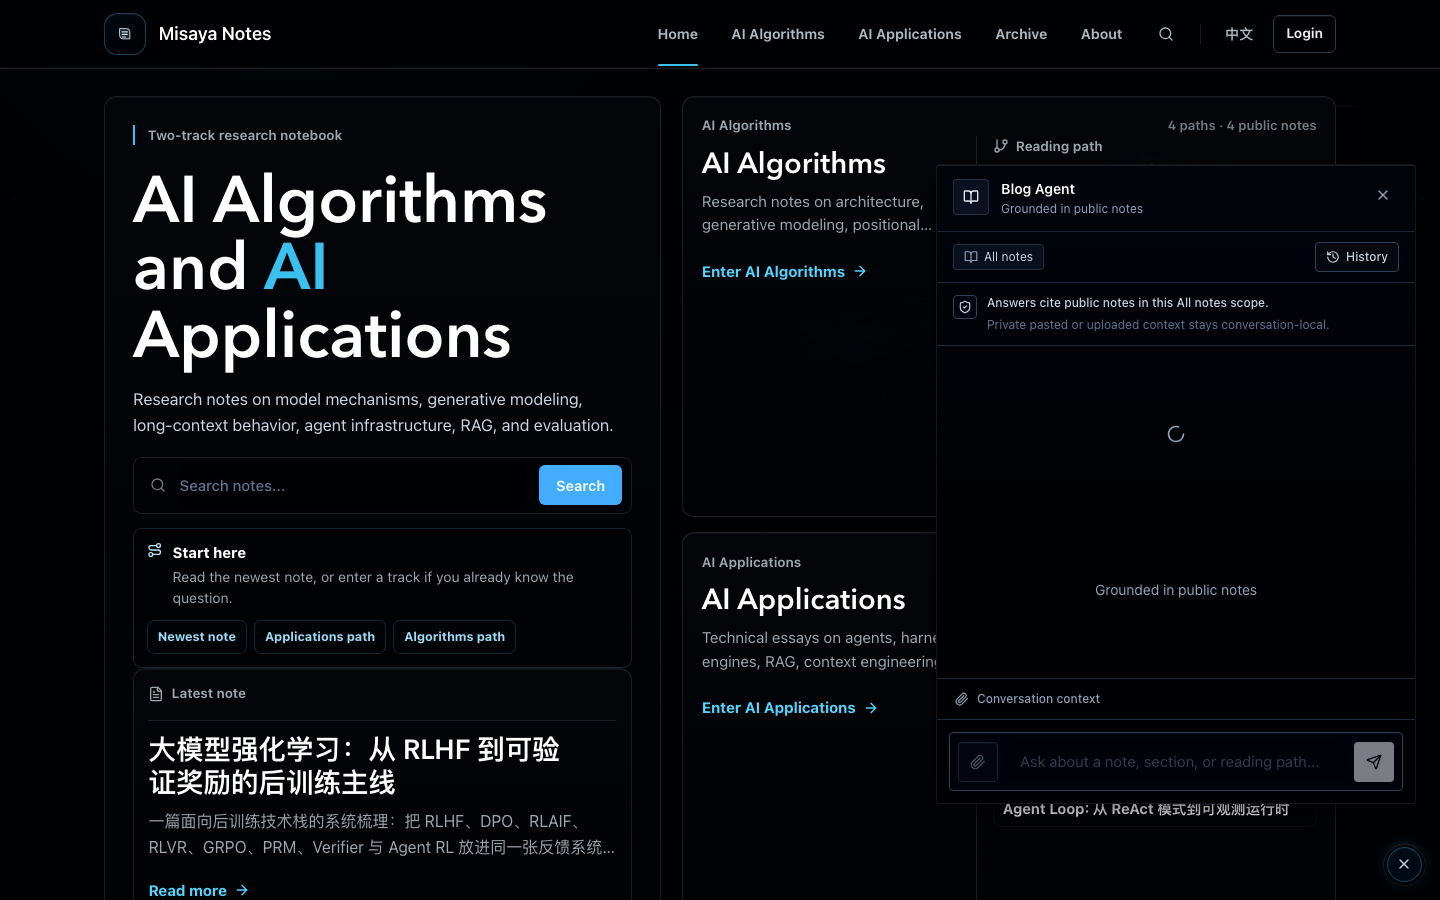 Misaya Notes
Home
AI Algorithms
AI Applications
Archive
About
中文
Login
Two-track research notebook
AI Algorithms
and AI
Applications
Research notes on model mechanisms, generative modeling,
long-context behavior, agent infrastructure, RAG, and evaluation.
Search notes...
Search
Start here
Read the newest note, or enter a track if you already know the
question.
Newest note
Applications path
Algorithms path
Latest note
大模型强化学习：从 RLHF 到可验
证奖励的后训练主线
一篇面向后训练技术栈的系统梳理：把 RLHF、DPO、RLAIF、
RLVR、GRPO、PRM、Verifier 与 Agent RL 放进同一张反馈系统...
Read more
AI Algorithms
4 paths · 4 public notes
AI Algorithms
Research notes on architecture,
generative modeling, positional...
Enter AI Algorithms
Reading path
AI Applications
AI Applications
Technical essays on agents,
engines, RAG, context engineering
Enter AI Applications
Blog Agent
Grounded in public notes
All notes
History
Answers cite public notes in this All notes scope.
Private pasted or uploaded context stays conversation-local.
Grounded in public notes
Conversation context
Ask about a note, section, or reading path...
Agent Loop: 从 ReAct 模式到可观测运行时